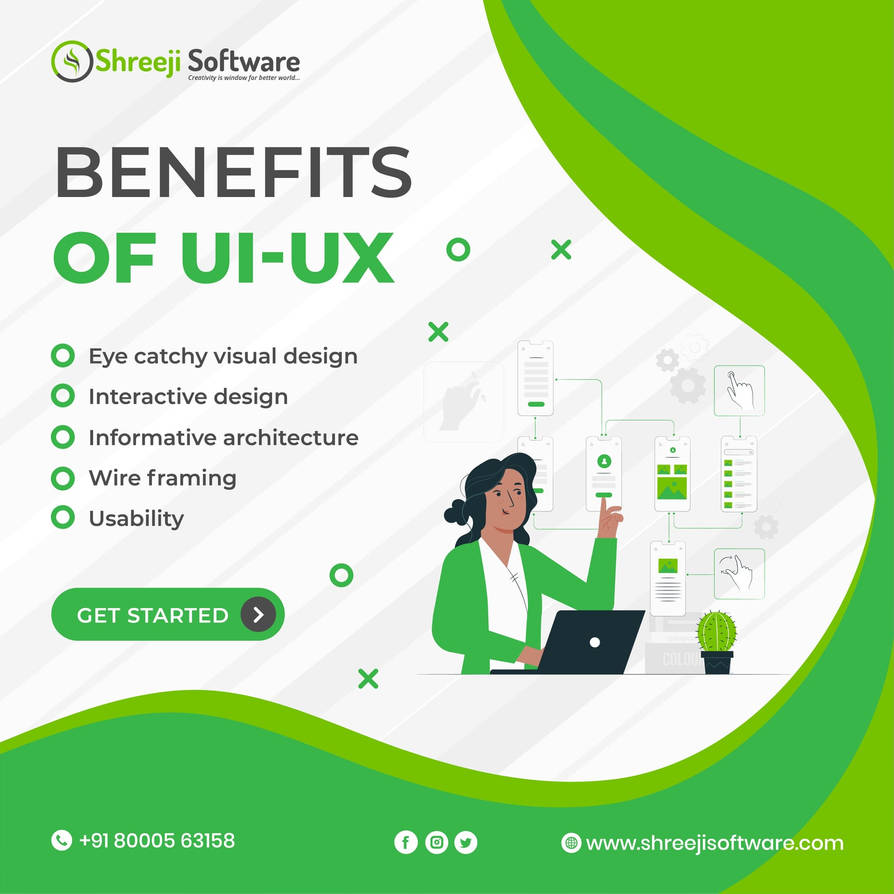 Shreeji Software
Creativity is window for better world...
BENEFITS
OF UI-UX
Eye catchy visual design
Interactive design
Informative architecture
Wire framing
Usability
GET STARTED
COLOU
+91 80005 63158
www.shreejisoftware.com